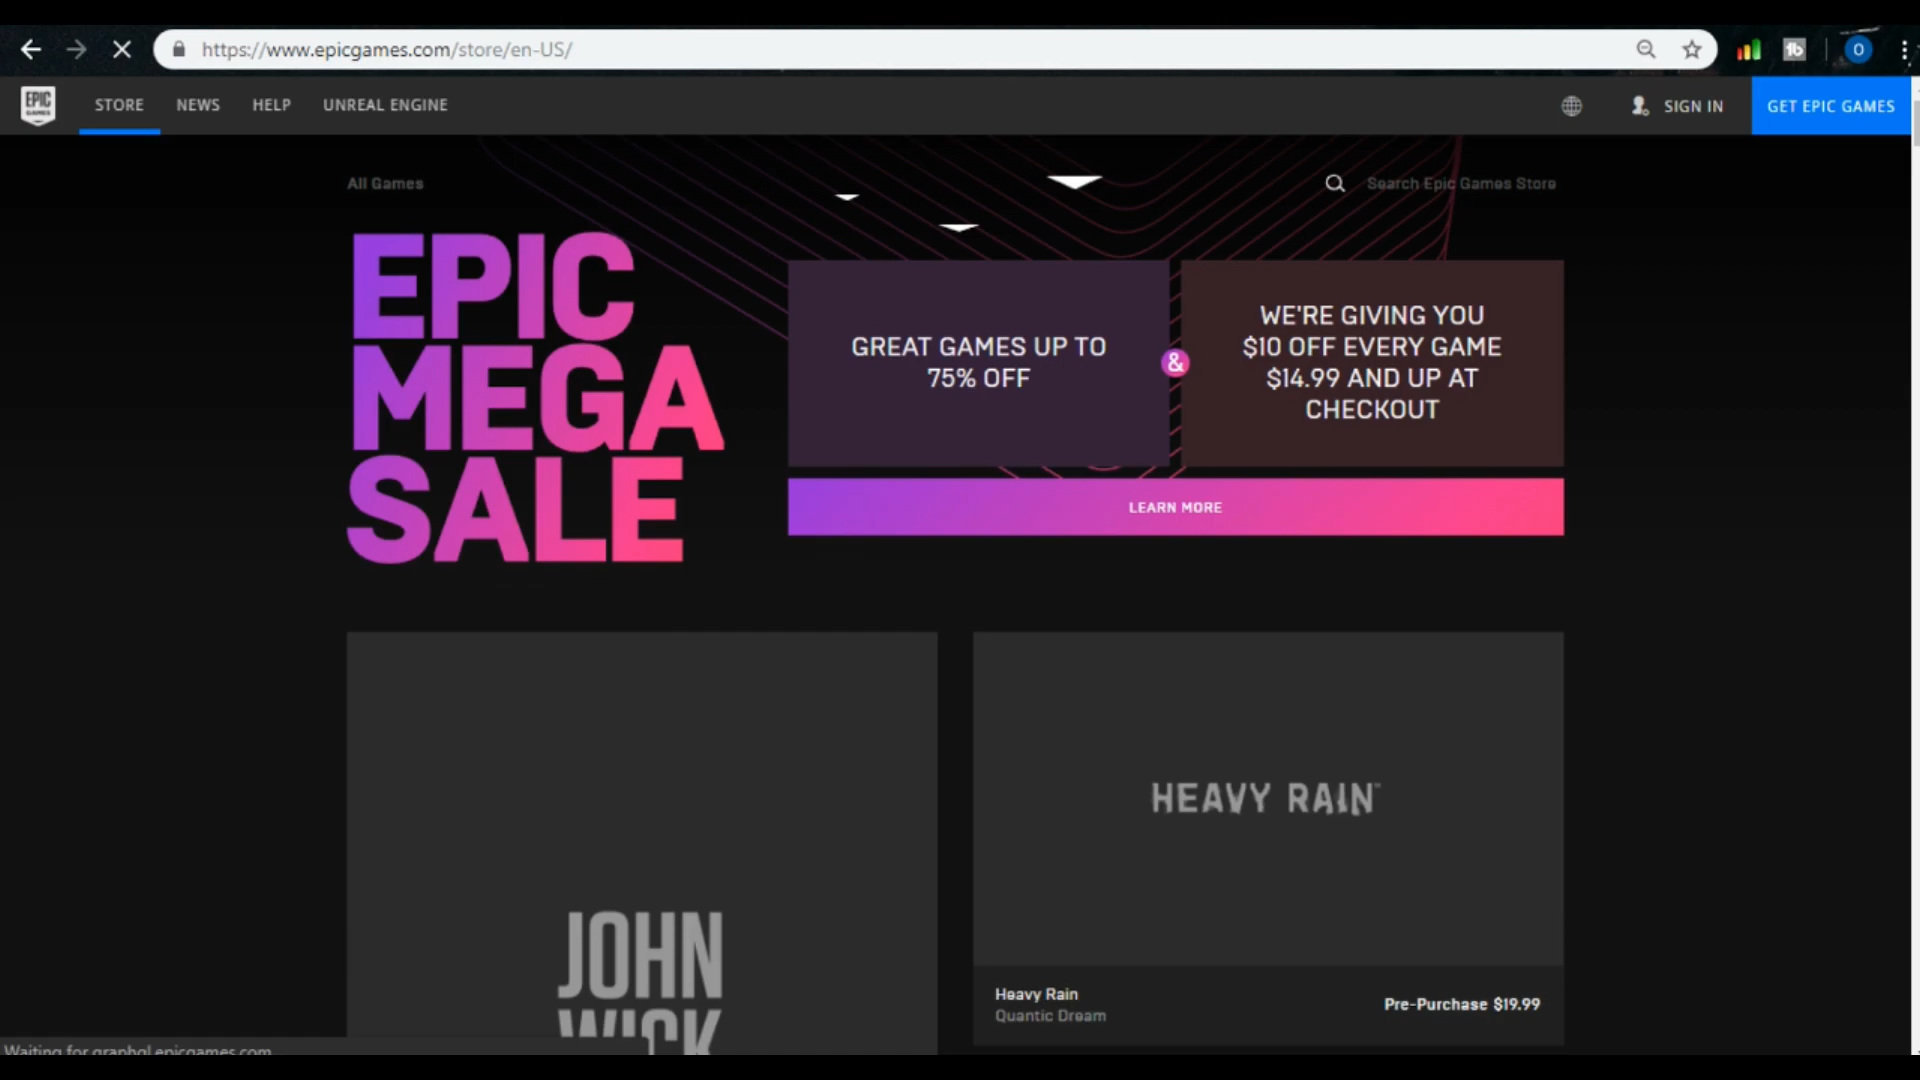 https://www.epicgames.com/store/en-US/
O
EPIC
GAMES
STORE
NEWS
HELP
UNREAL ENGINE
SIGN IN
GET EPIC GAMES
All Games
Search Epic Games Store
EPIC
MEGA
SALE
GREAT GAMES UP TO
75% OFF
&
WE'RE GIVING YOU
$10 OFF EVERY GAME
$14.99 AND UP AT
CHECKOUT
LEARN MORE
JOHN
WICK
HEAVY RAIN™
Heavy Rain
Quantic Dream
Pre-Purchase $19.99
Waiting for graphql.epicgames.com